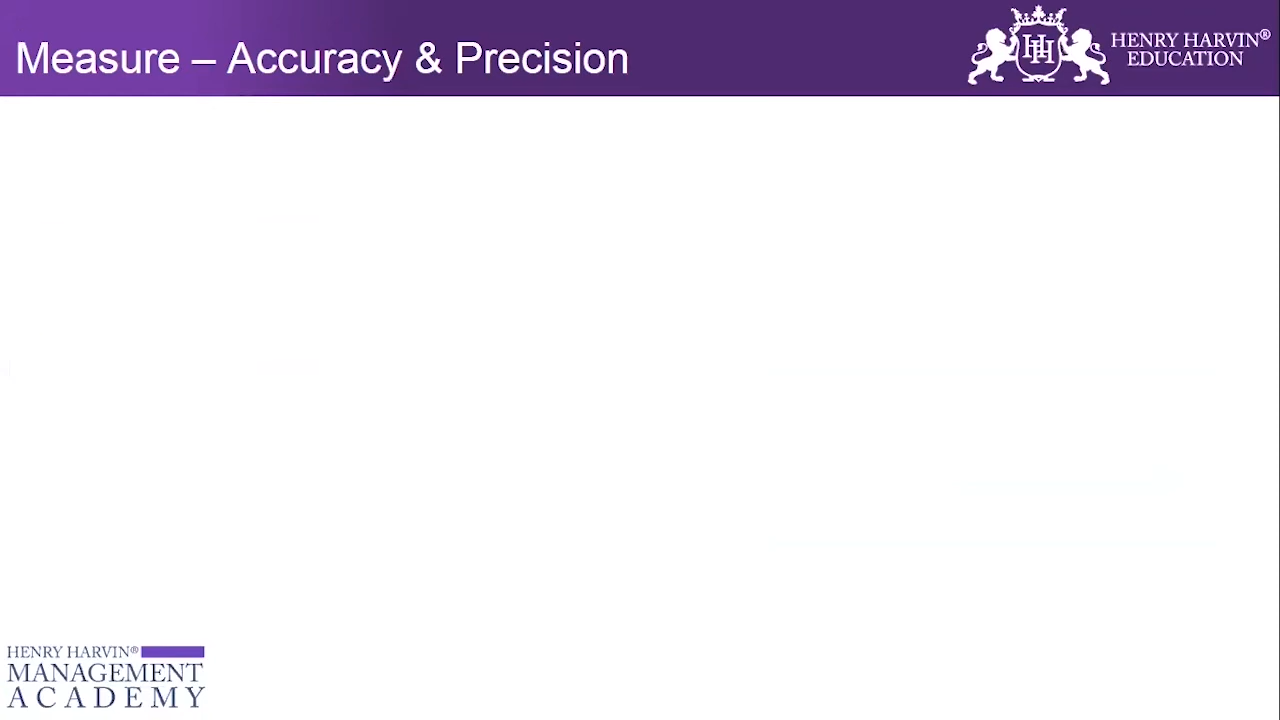 Measure – Accuracy & Precision
HENRY HARVIN®
EDUCATION
HENRY HARVIN®
MANAGEMENT
ACADEMY